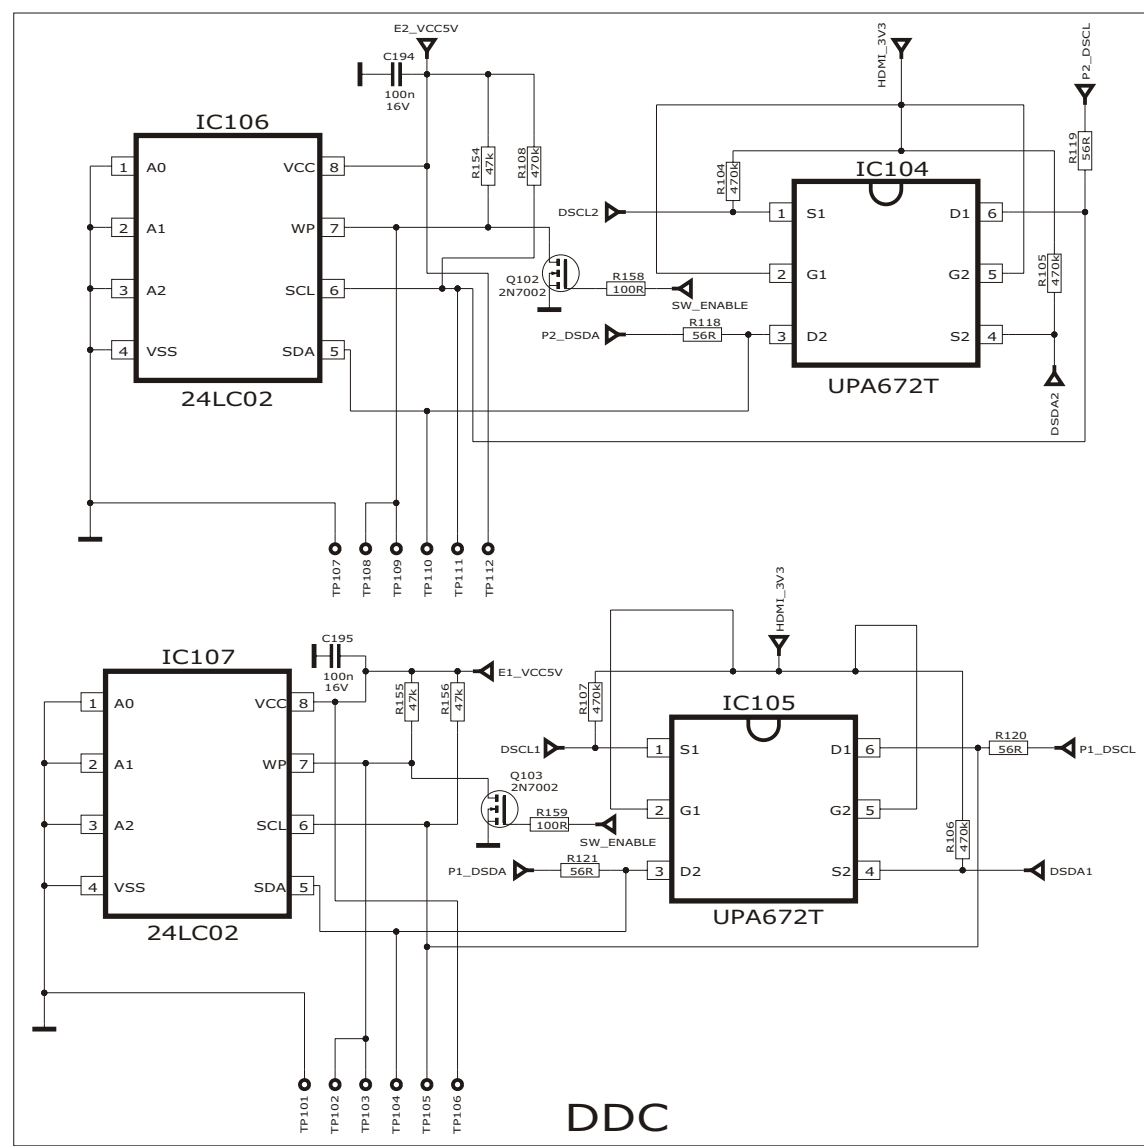 E2_VCC5V
C194
100n
16V
HDMI_3V3
P2_DSCL
IC106
R154
47k
R108
470k
R119
56R
1 A0 VCC 8
2 A1 WP 7
3 A2 SCL 6
4 VSS SDA 5
24LC02
R104
470k
IC104
DSCL2
1 S1 D1 6
2 G1 G2 5
3 D2 S2 4
UPA672T
R105
470k
Q102
2N7002
R158
100R
SW_ENABLE
P2_DSDA
R118
56R
DSDA2
TP107
TP108
TP109
TP110
TP111
TP112
HDMI_3V3
C195
100n
16V
E1_VCC5V
IC107
R155
47k
R156
47k
R107
470k
1 A0 VCC 8
2 A1 WP 7
3 A2 SCL 6
4 VSS SDA 5
24LC02
IC105
DSCL1
1 S1 D1 6
2 G1 G2 5
3 D2 S2 4
UPA672T
R120
56R
P1_DSCL
Q103
2N7002
R159
100R
SW_ENABLE
R106
470k
P1_DSDA
R121
56R
DSDA1
TP101
TP102
TP103
TP104
TP105
TP106
DDC